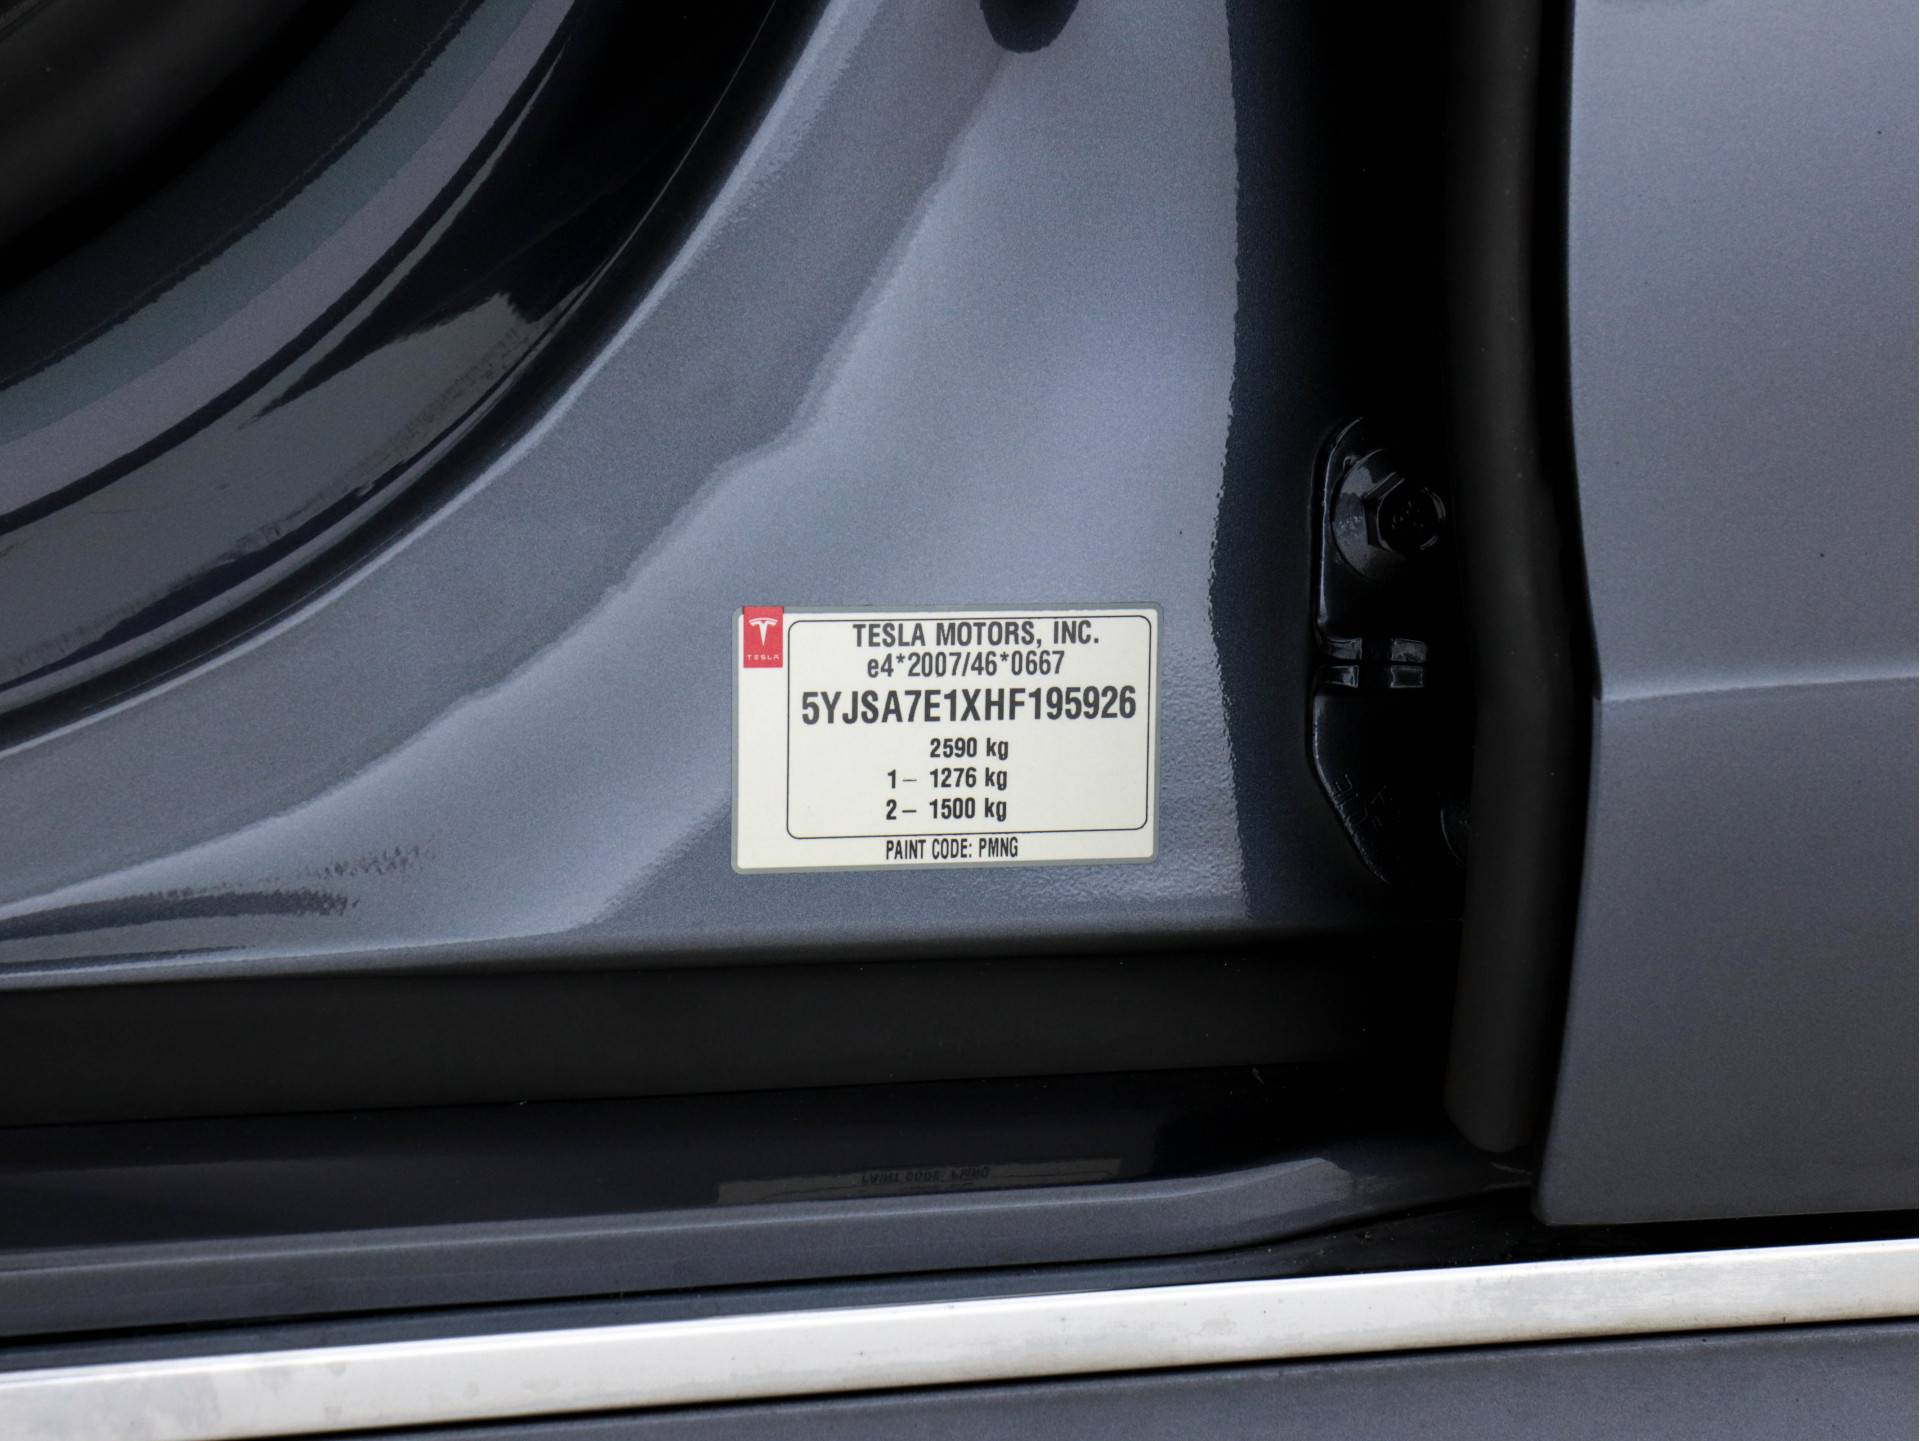 TESLA
TESLA MOTORS, INC.
e4*2007/46*0667
5YJSA7E1XHF195926
2590 kg
1– 1276 kg
2– 1500 kg
PAINT CODE: PMNG